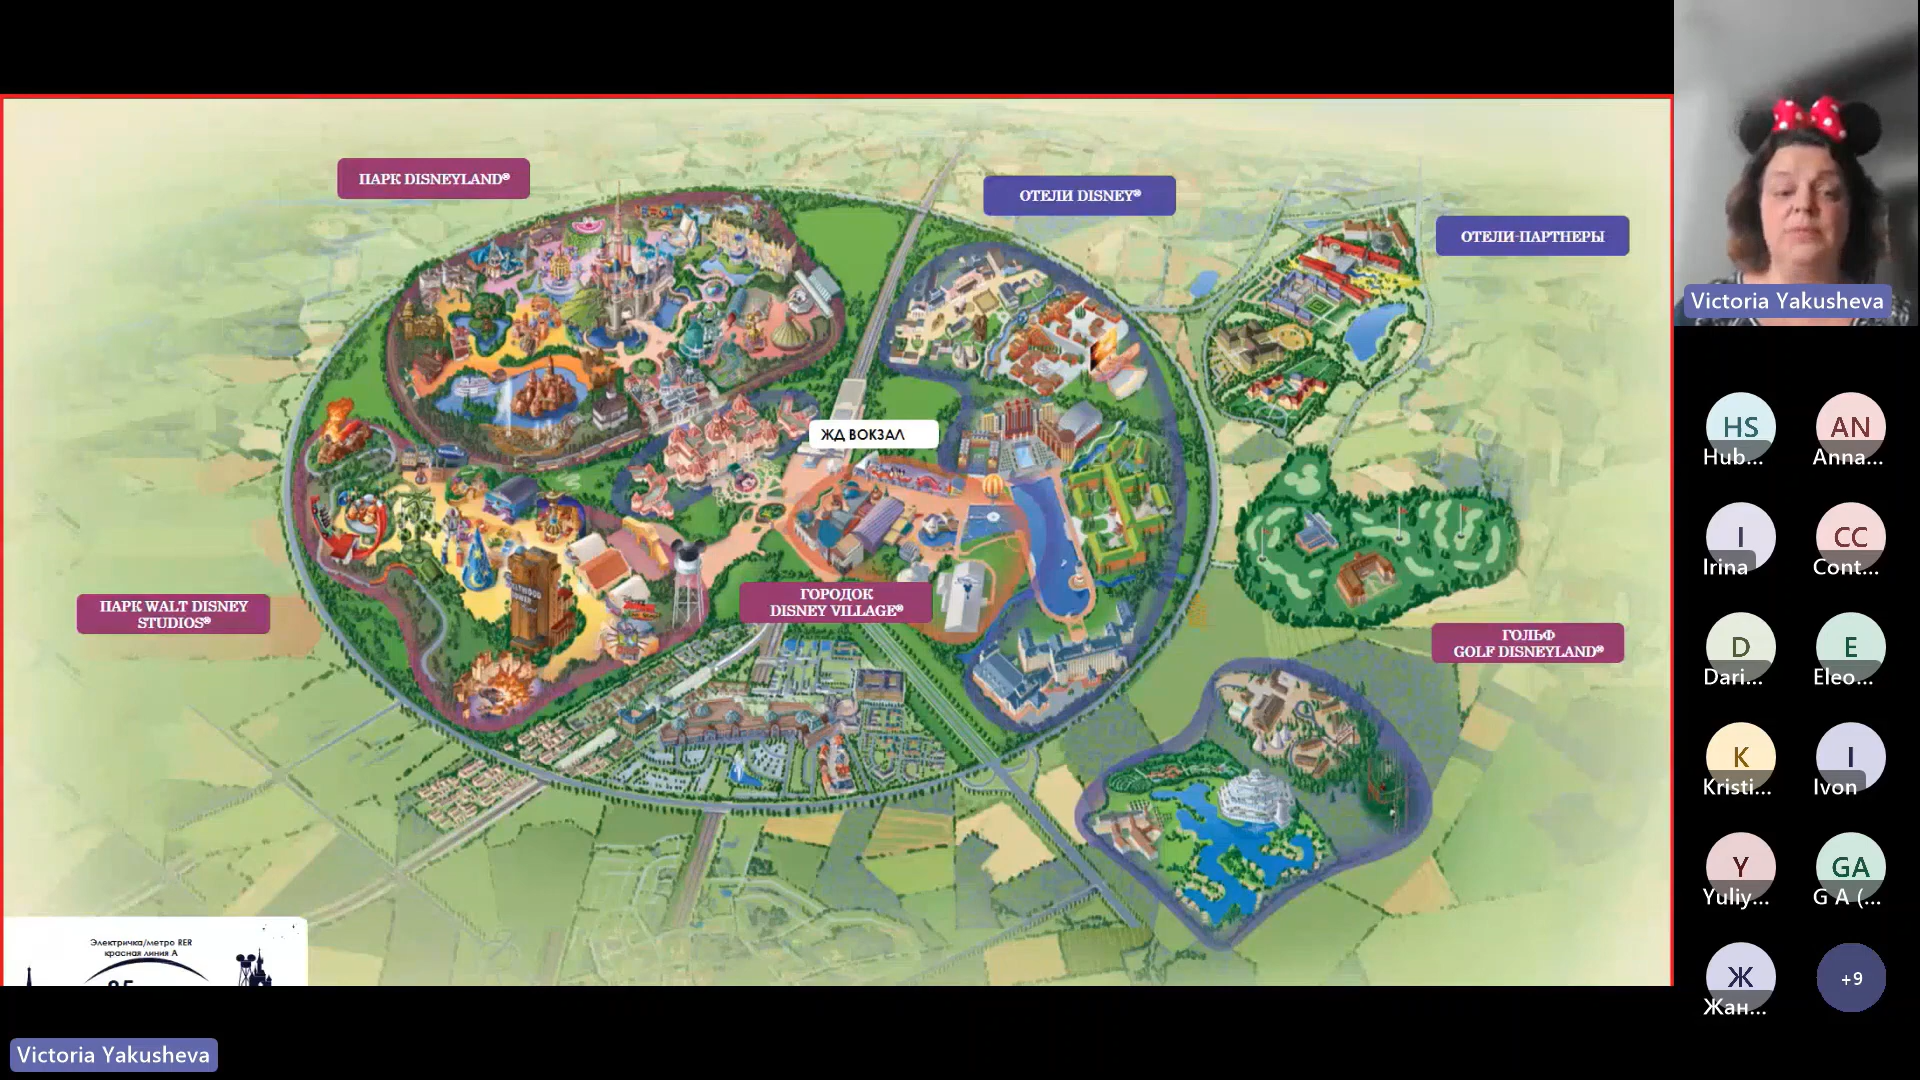 ПАРК DISNEYLAND®
ОТЕЛИ DISNEY®
ОТЕЛИ-ПАРТНЕРЫ
ЖД ВОКЗАЛ
ПАРК WALT DISNEY
STUDIOS®
ГОРОДОК
DISNEY VILLAGE®
ГОЛЬФ
GOLF DISNEYLAND®
Электричка/метро RER
красная линия А
Victoria Yakusheva
Victoria Yakusheva
HS
Hub...
AN
Anna...
I
Irina
CC
Cont...
D
Dari...
E
Eleo...
K
Kristi...
I
Ivon
Y
Yuliy...
GA
G A (...
Ж
Жан...
+9